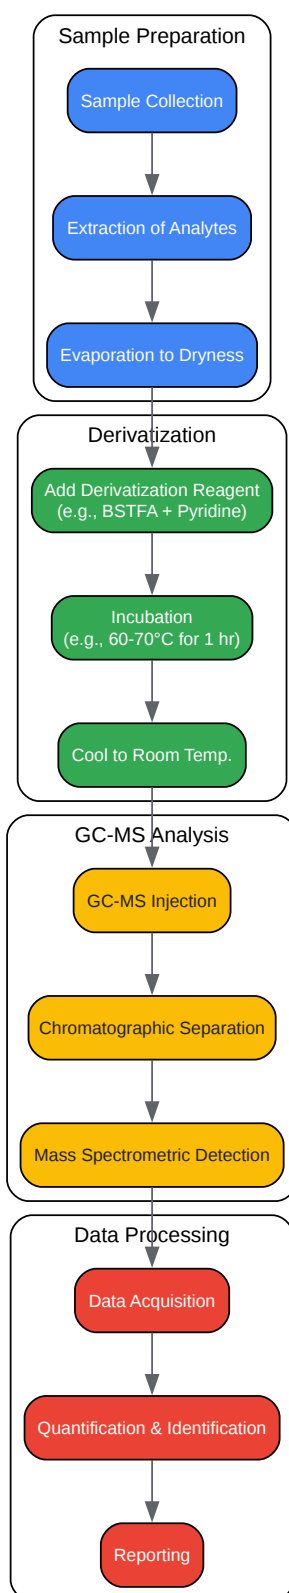 Sample Preparation
Sample Collection
Extraction of Analytes
Evaporation to Dryness
Derivatization
Add Derivatization Reagent
(e.g., BSTFA + Pyridine)
Incubation
(e.g., 60-70°C for 1 hr)
Cool to Room Temp.
GC-MS Analysis
GC-MS Injection
Chromatographic Separation
Mass Spectrometric Detection
Data Processing
Data Acquisition
Quantification & Identification
Reporting